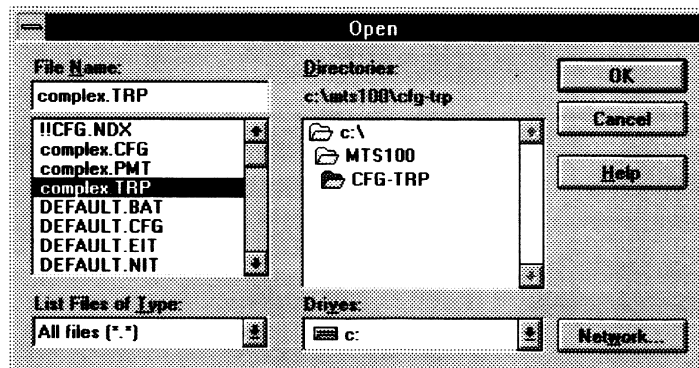 Open
File Name:
complex.TRP
!!CFG.NDX
complex.CFG
complex.PMT
complex.TRP
DEFAULT.BAT
DEFAULT.CFG
DEFAULT.EIT
DEFAULT.NIT
List Files of Type:
All files (*.*)
Directories:
c:\mts100\cfg-trp
c:\
MTS100
CFG-TRP
Drives:
c:
OK
Cancel
Help
Network...